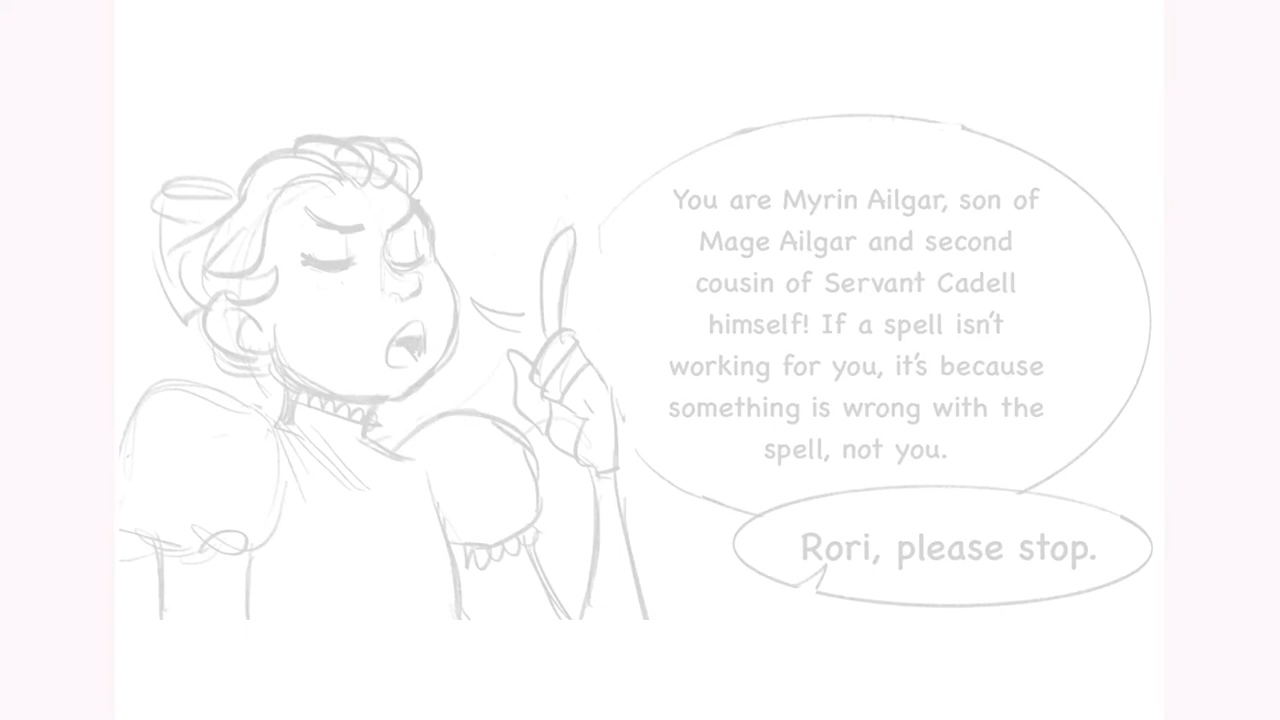 You are Myrin Ailgar, son of
Mage Ailgar and second
cousin of Servant Cadell
himself! If a spell isn't
working for you, it's because
something is wrong with the
spell, not you.
Rori, please stop.